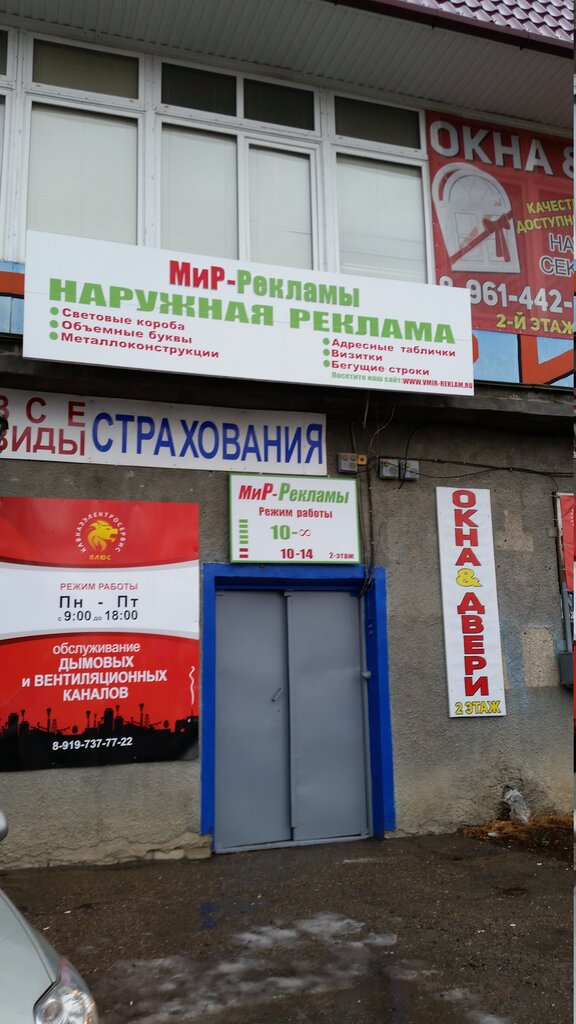 ОКНА &
КАЧЕСТ
ДОСТУПН
НА
СЕК
8-961-442-
2-Й ЭТАЖ
МиР-Рекламы
НАРУЖНАЯ РЕКЛАМА
Световые короба
Объемные буквы
Металлоконструкции
Адресные таблички
Визитки
Бегущие строки
Посетите наш сайт:WWW.VMIR-REKLAM.RU
ВСЕ
ВИДЫ СТРАХОВАНИЯ
МиР-Рекламы
Режим работы
10-∞
10-14 2-этаж
КАВКАЗЭЛЕКТРОСЕРВИС
ПЛЮС
РЕЖИМ РАБОТЫ
Пн - Пт
с 9:00 до 18:00
обслуживание
ДЫМОВЫХ
и ВЕНТИЛЯЦИОННЫХ
КАНАЛОВ
8-919-737-77-22
ОКНА&ДВЕРИ
2 ЭТАЖ